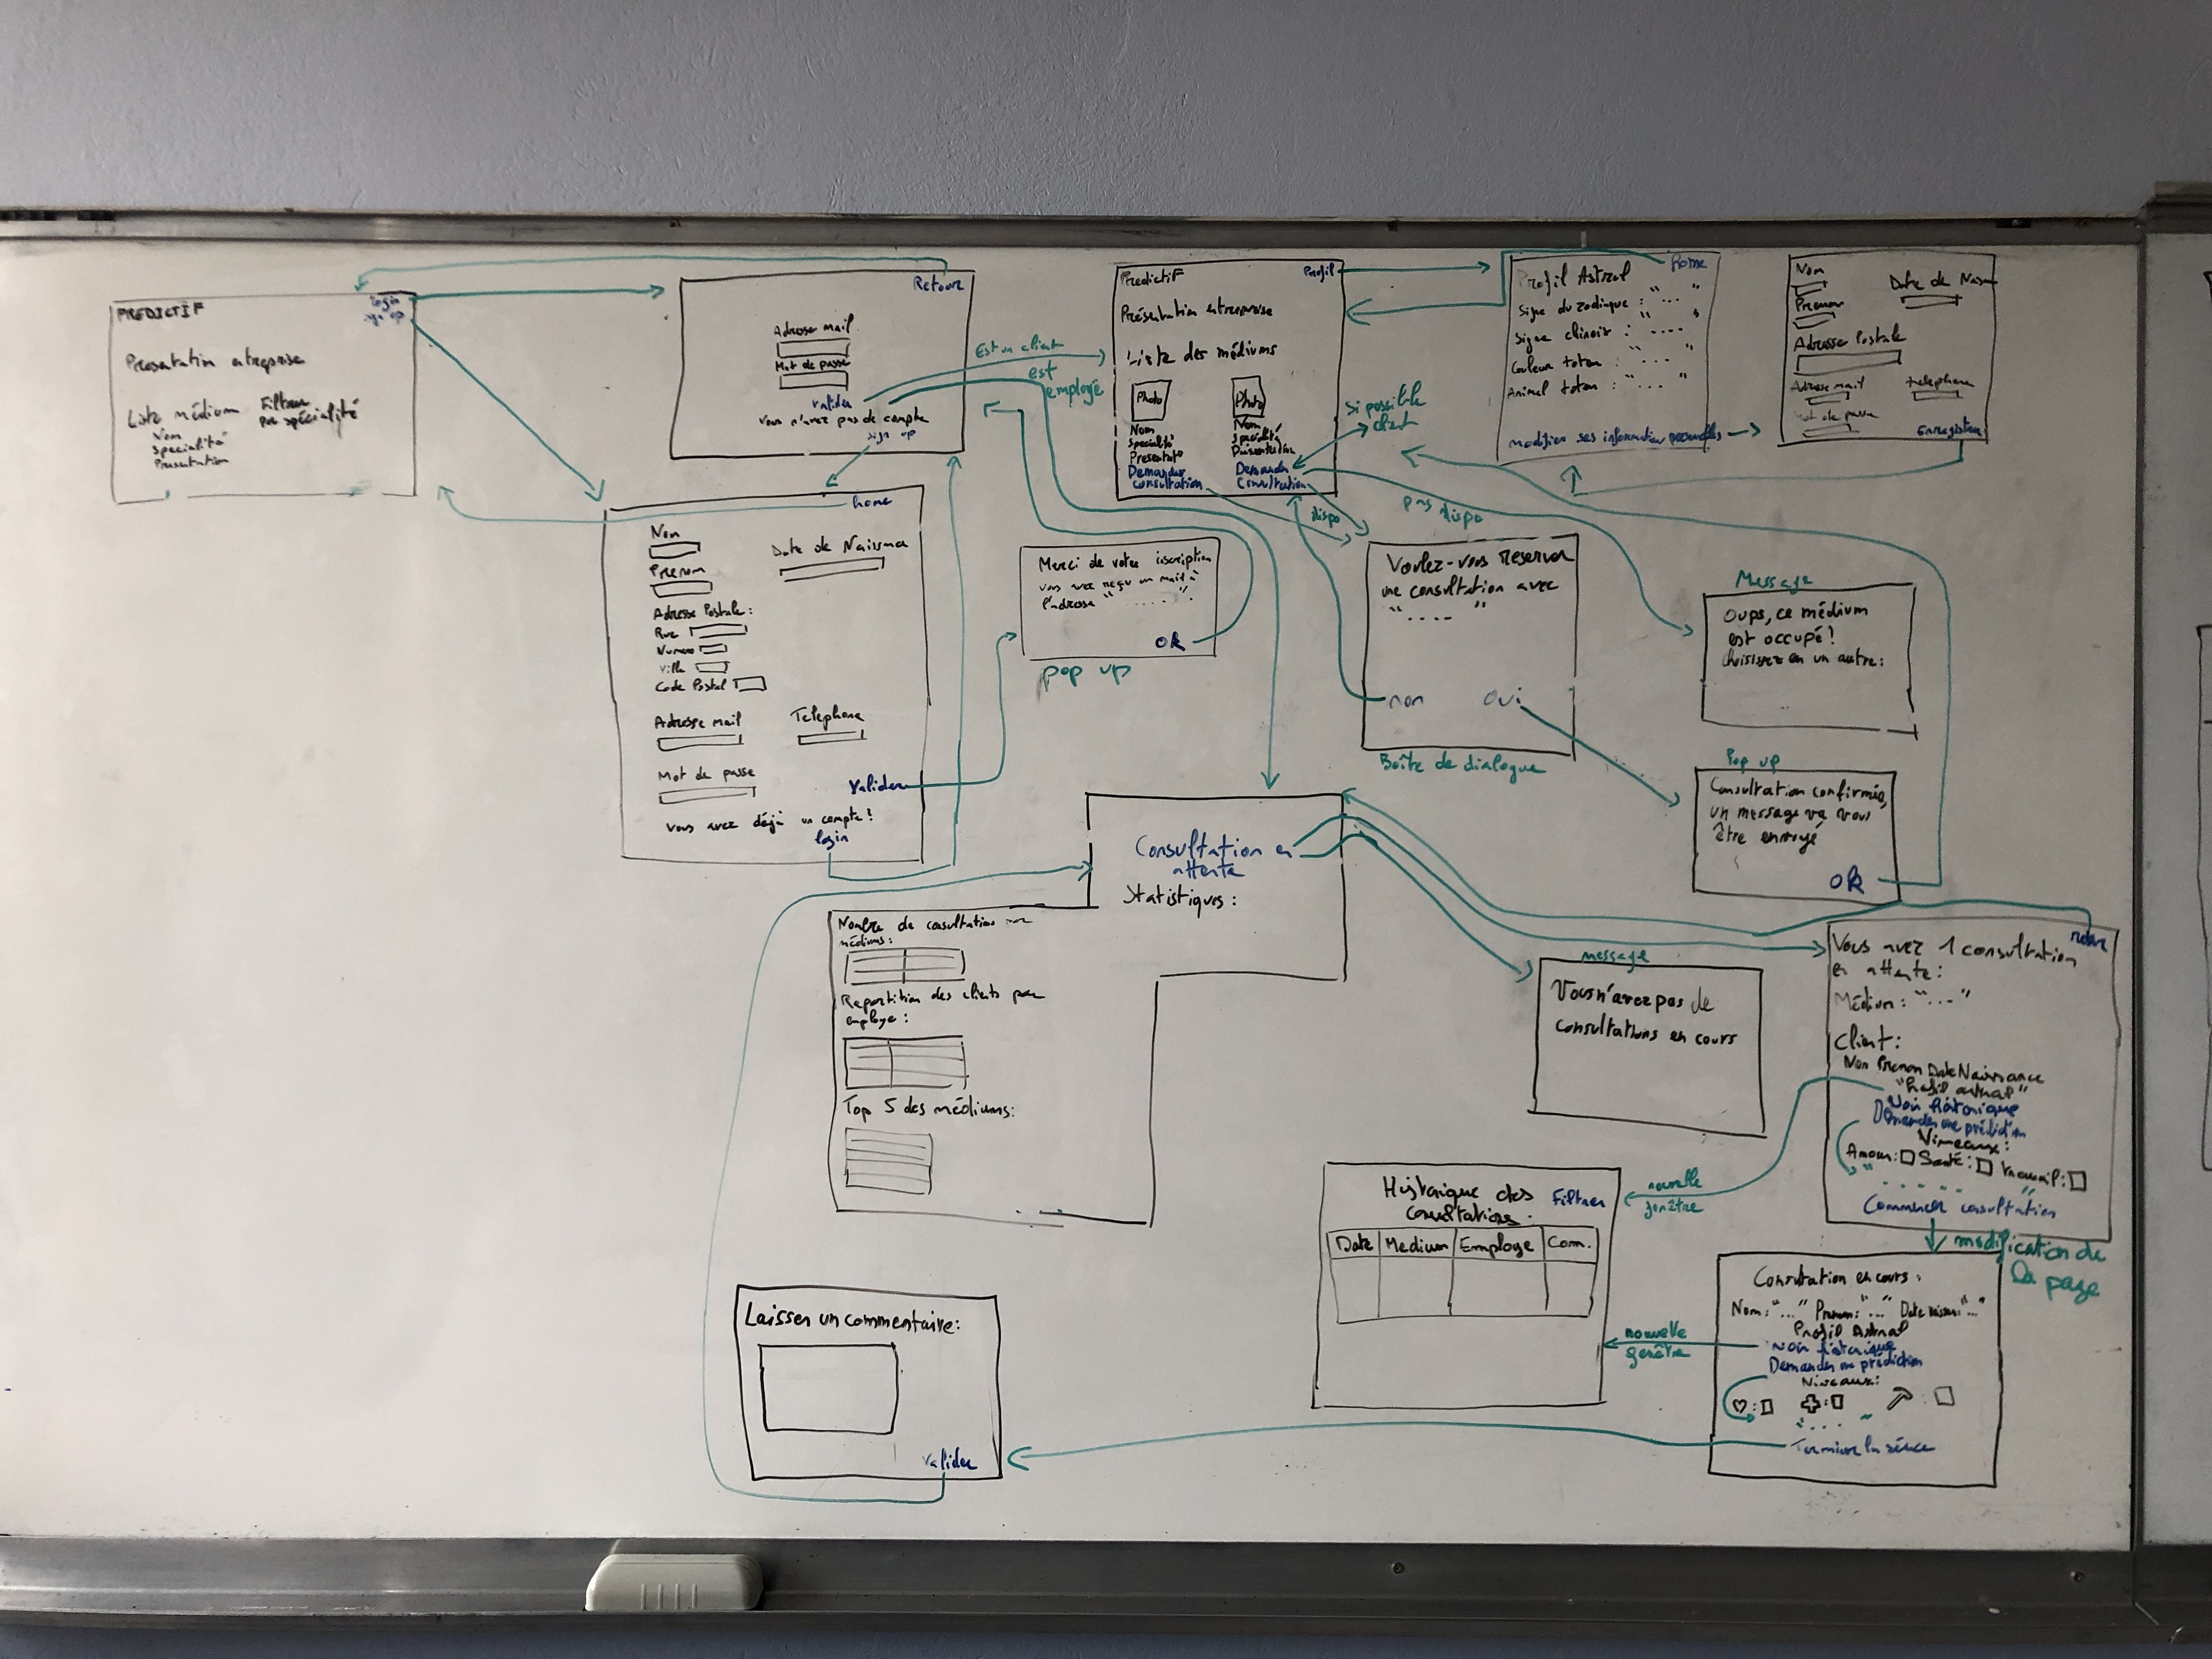 PREDICTIF
login
sign up
Presentation entreprise
Liste médium
Filtrer
par spécialité
Nom
Specialité
Presentation
Retour
Adresse mail
Mot de passe
valider
Vous n'avez pas de compte
sign up
Est un client
est
employé
Predictif
Profil
Présentation entreprise
Liste des médiums
Photo
Photo
Nom
Specialité
Demander
consultation
Nom
Demander
Consultation
si possible
client
Profil Astral
Home
Signe du zodiaque : "..."
Signe chinois : "..."
Couleur totem : "..."
Animal totem : "..."
Modifier ses information personnelles
Nom
Date de Naiss
Prenom
Adresse Postale
Adresse mail
telephone
Mot de passe
Enregistrer
home
Nom
Date de Naissance
Prenom
Adresse Postale :
Rue
Numero
Ville
Code Postal
Adresse mail
Telephone
Mot de passe
Valider
vous avez déjà un compte !
login
Merci de votre inscription
vous avez reçu un mail à
l'adresse "......".
ok
pop up
dispo
pas dispo
Voulez-vous reserver
une consultation avec
"...."
non
oui
Boîte de dialogue
Message
Oups, ce médium
est occupé !
choisissez en un autre :
Pop up
Consultation confirmée,
un message va vous
être envoyé
ok
Consultation en
attente
Statistiques :
Nombre de consultation par
médiums :
Repartition des clients par
employe :
Top 5 des médiums :
message
Vous n'avez pas de
consultations en cours
retour
Vous avez 1 consultation
en attente :
Médium : "..."
Client :
Nom Prenom Date Naissance
"Profil astral"
Voir historique
Demander une prédiction
Niveaux :
Amour : Santé : travail :
"......"
Commencer consultation
modification de
la page
nouvelle
fenêtre
Historique des
consultations.
Filtrer
Date Medium Employe Com.
Consultation en cours :
Nom : "..." Prenom : "..." Date naiss : "..."
Profil Astral
Voir historique
Demander une prédiction
Niveaux :
"...."
Terminer la séance
nouvelle
fenêtre
Laisser un commentaire :
Valider